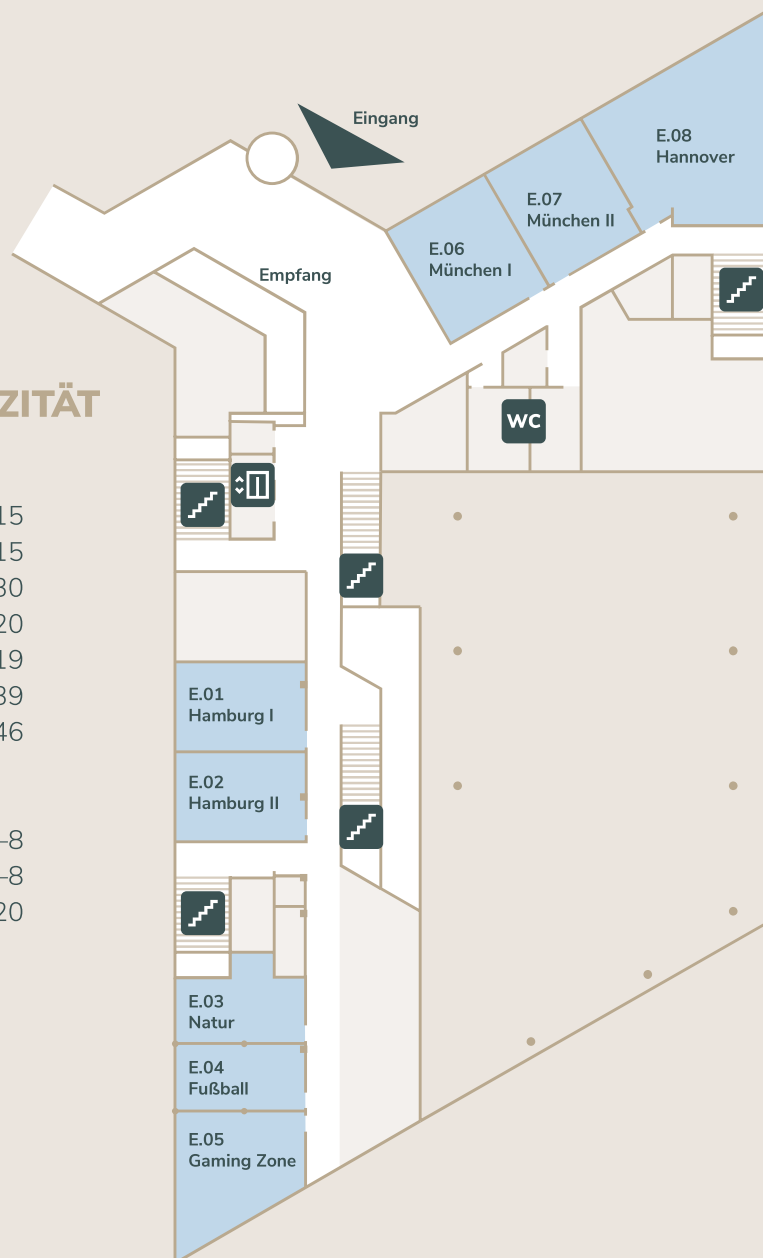 Eingang
E.08
Hannover
E.07
München II
E.06
München I
Empfang
ZITÄT
WC
15
15
30
20
19
39
46
–8
–8
20
E.01
Hamburg I
E.02
Hamburg II
E.03
Natur
E.04
Fußball
E.05
Gaming Zone